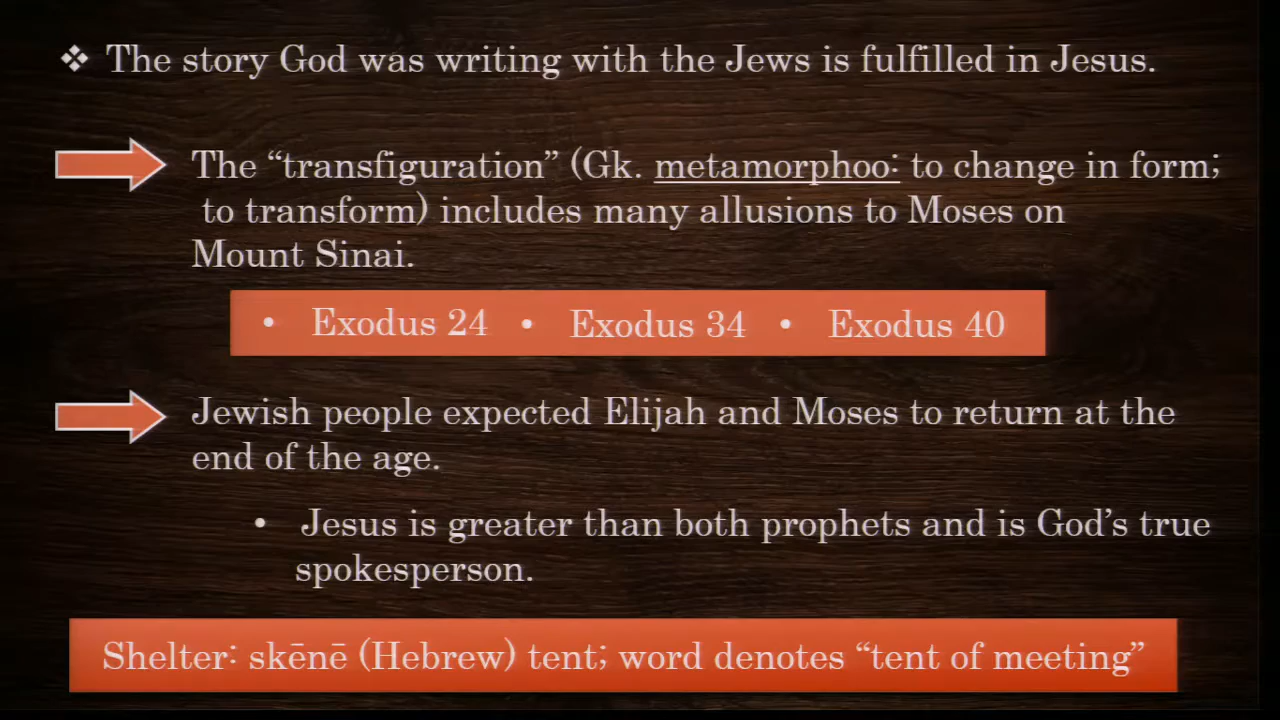 ❖ The story God was writing with the Jews is fulfilled in Jesus.
The “transfiguration” (Gk. metamorphoo: to change in form;
to transform) includes many allusions to Moses on
Mount Sinai.
• Exodus 24 • Exodus 34 • Exodus 40
Jewish people expected Elijah and Moses to return at the
end of the age.
• Jesus is greater than both prophets and is God’s true
spokesperson.
Shelter: skēnē (Hebrew) tent; word denotes “tent of meeting”